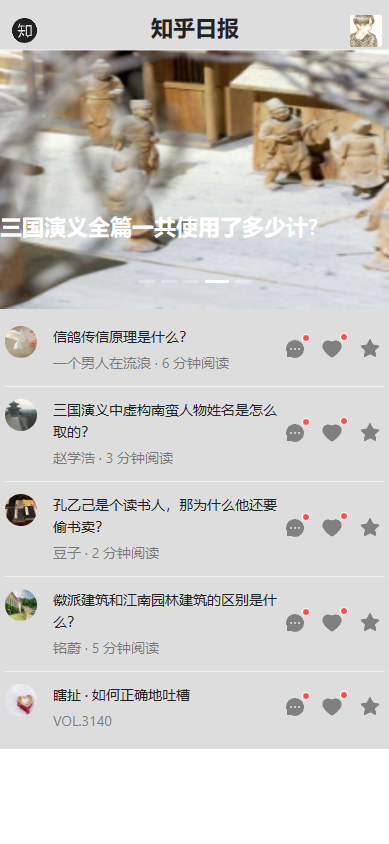 知
知乎日报
三国演义全篇一共使用了多少计?
信鸽传信原理是什么?
一个男人在流浪 · 6 分钟阅读
三国演义中虚构南蛮人物姓名是怎么
取的?
赵学浩 · 3 分钟阅读
孔乙己是个读书人，那为什么他还要
偷书卖?
豆子 · 2 分钟阅读
徽派建筑和江南园林建筑的区别是什
么?
铭蔚 · 5 分钟阅读
瞎扯 · 如何正确地吐槽
VOL.3140